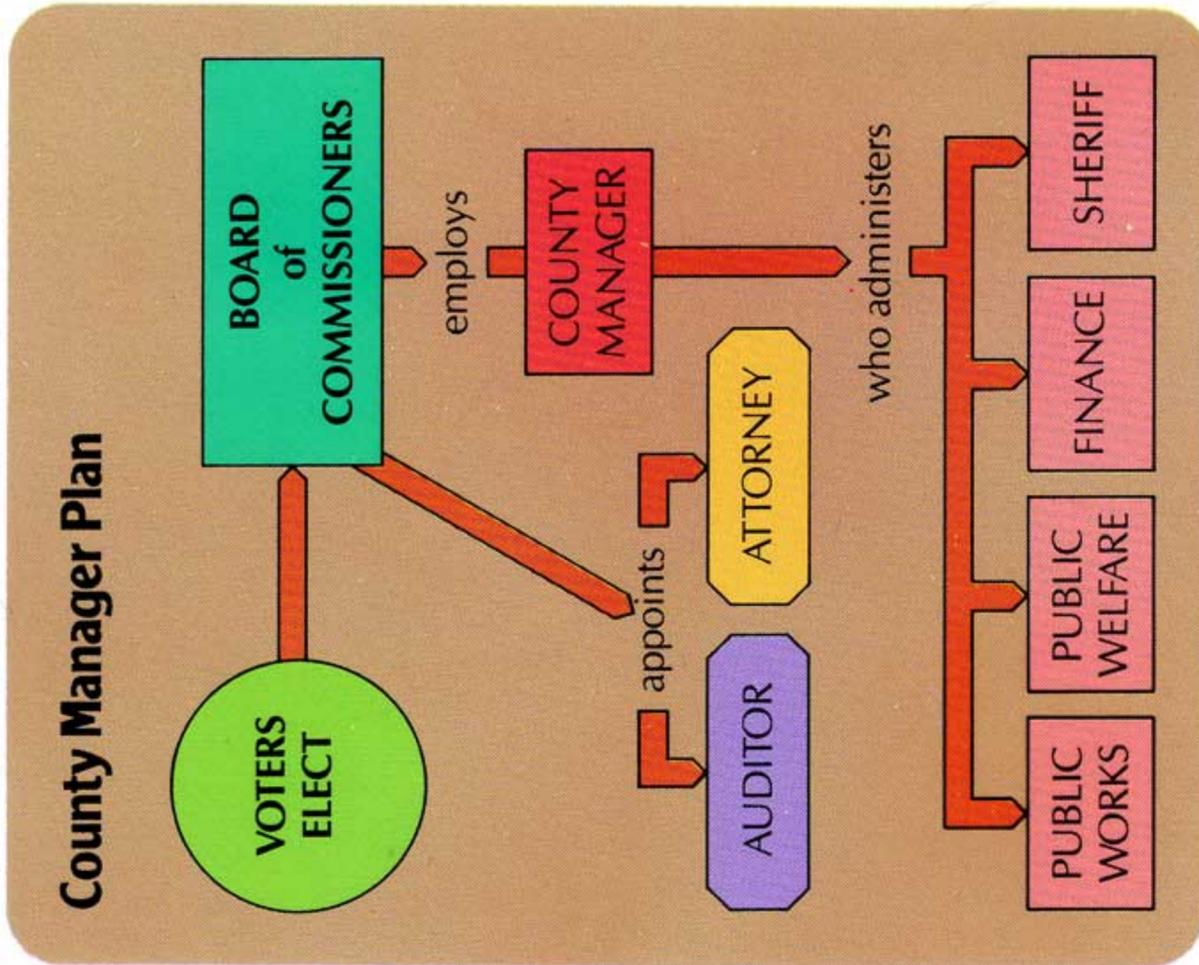 County Manager Plan
VOTERS
ELECT
BOARD
of
COMMISSIONERS
employs
COUNTY
MANAGER
appoints
AUDITOR
ATTORNEY
who administers
PUBLIC
WORKS
PUBLIC
WELFARE
FINANCE
SHERIFF